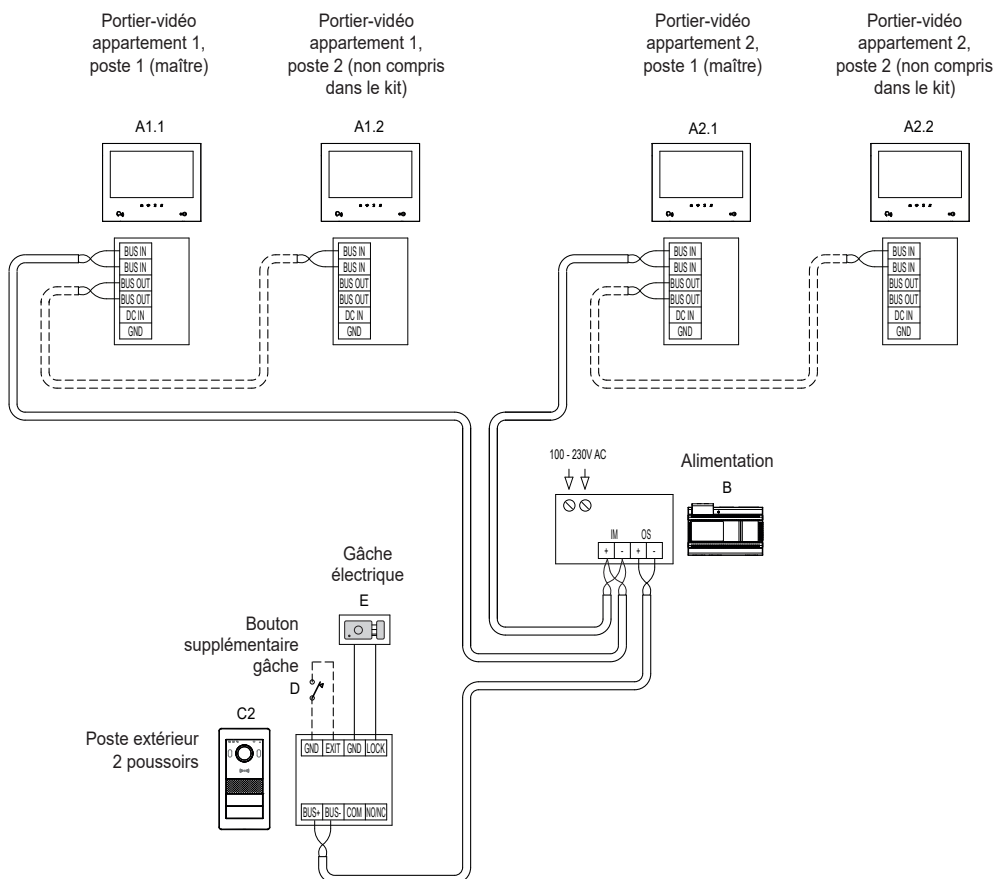 Portier-vidéo
appartement 1,
poste 1 (maître)
Portier-vidéo
appartement 1,
poste 2 (non compris
dans le kit)
Portier-vidéo
appartement 2,
poste 1 (maître)
Portier-vidéo
appartement 2,
poste 2 (non compris
dans le kit)
A1.1
A1.2
A2.1
A2.2
BUS IN
BUS IN
BUS OUT
BUS OUT
DC IN
GND
BUS IN
BUS IN
BUS OUT
BUS OUT
DC IN
GND
BUS IN
BUS IN
BUS OUT
BUS OUT
DC IN
GND
BUS IN
BUS IN
BUS OUT
BUS OUT
DC IN
GND
100 - 230V AC
Alimentation
B
IM OS
+ - + -
Gâche
électrique
E
Bouton
supplémentaire
gâche
D
C2
Poste extérieur
2 poussoirs
GND EXIT GND LOCK
BUS+ BUS- COM NO/NC